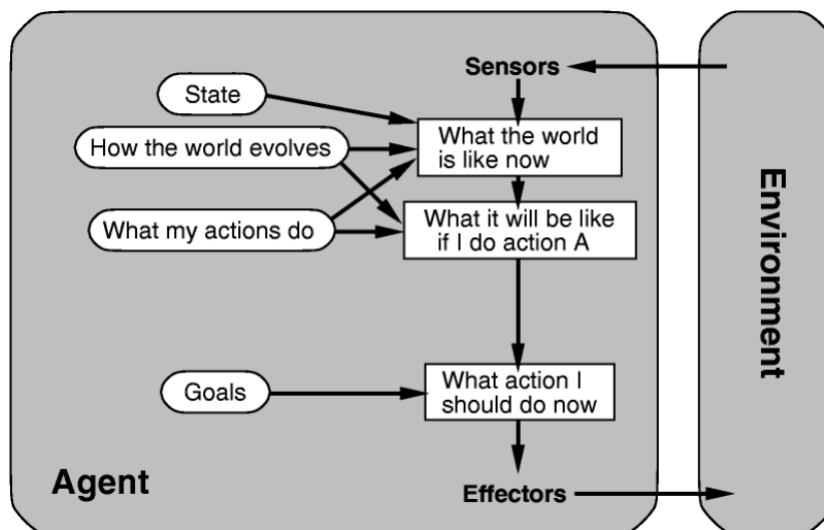 Sensors
State
What the world
is like now
How the world evolves
What my actions do
What it will be like
if I do action A
Goals
What action I
should do now
Agent
Effectors
Environment